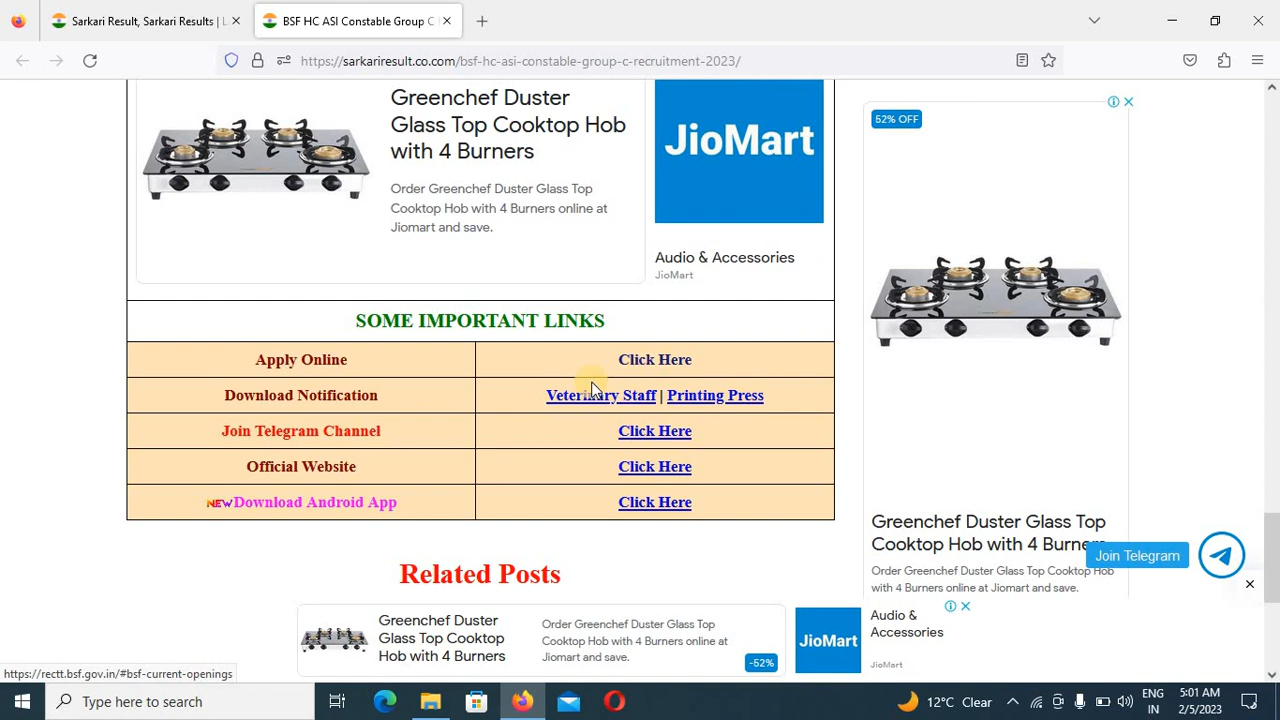 Sarkari Result, Sarkari Results | L
BSF HC ASI Constable Group C
https://sarkariresult.co.com/bsf-hc-asi-constable-group-c-recruitment-2023/
Greenchef Duster
Glass Top Cooktop Hob
with 4 Burners
Order Greenchef Duster Glass Top
Cooktop Hob with 4 Burners online at
Jiomart and save.
JioMart
Audio & Accessories
JioMart
52% OFF
SOME IMPORTANT LINKS
Apply Online Click Here
Download Notification Veterinary Staff | Printing Press
Join Telegram Channel Click Here
Official Website Click Here
NEW Download Android App Click Here
Greenchef Duster Glass Top
Cooktop Hob with 4 Burners
Order Greenchef Duster Glass Top Cooktop Hob
with 4 Burners online at Jiomart and save.
Join Telegram
Related Posts
Greenchef Duster
Glass Top Cooktop
Hob with 4 Burners
Order Greenchef Duster Glass Top
Cooktop Hob with 4 Burners online at
Jiomart and save.
-52%
JioMart
Audio &
Accessories
JioMart
https://rectt.bsf.gov.in/#bsf-current-openings
Type here to search
12°C Clear
ENG
IN
5:01 AM
2/5/2023